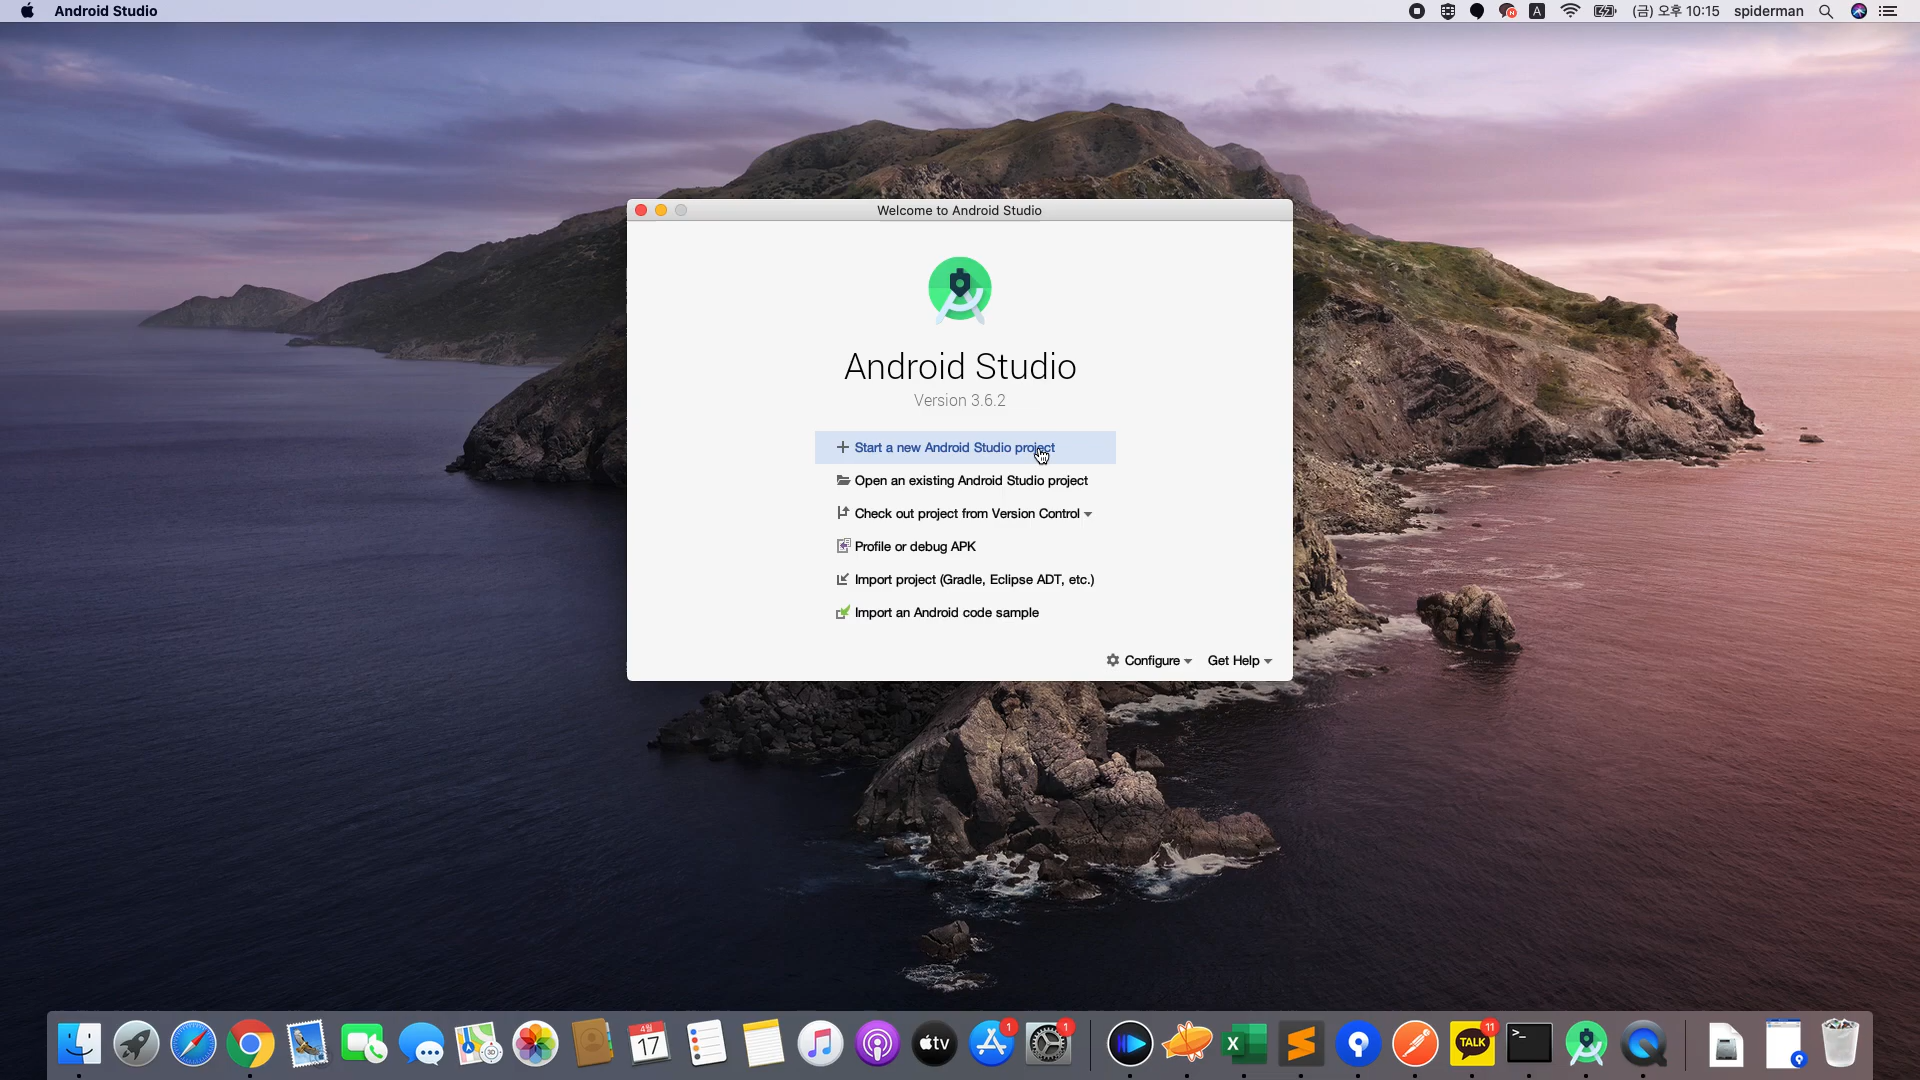 Android Studio
A
(금) 오후 10:15
spiderman
Welcome to Android Studio
Android Studio
Version 3.6.2
Start a new Android Studio project
Open an existing Android Studio project
Check out project from Version Control
Profile or debug APK
Import project (Gradle, Eclipse ADT, etc.)
Import an Android code sample
Configure
Get Help
3D
4월
17
tv
1
1
X
TALK
11
>_